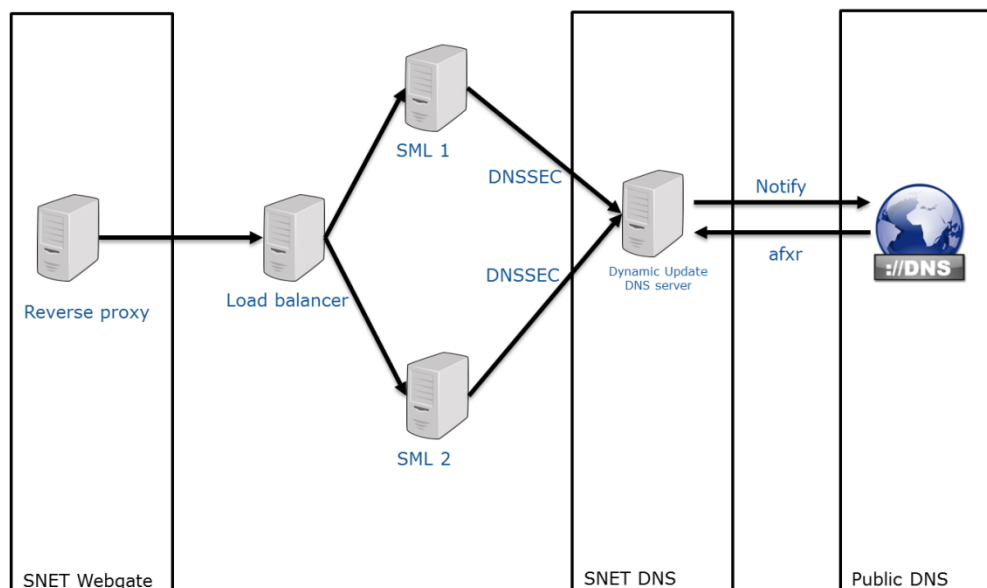 SML 1
DNSSEC
Notify
afxr
://DNS
Reverse proxy
Load balancer
DNSSEC
Dynamic Update
DNS server
SML 2
SNET Webgate
SNET DNS
Public DNS